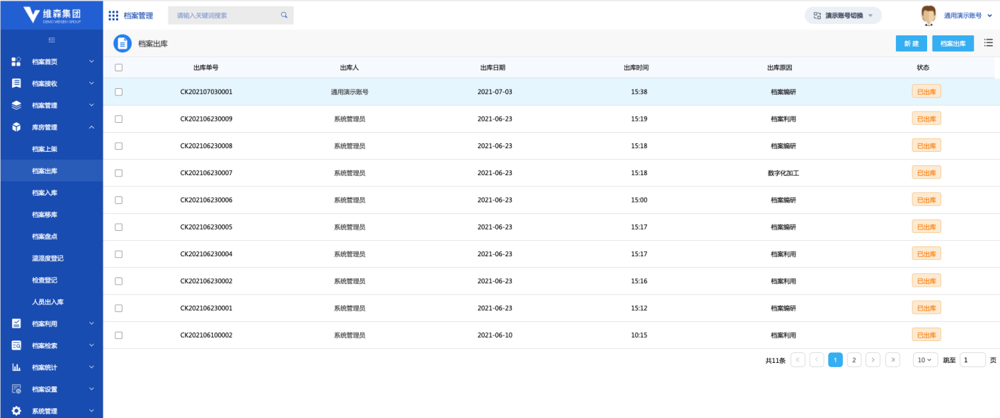 维森集团
DEMO WEISEN GROUP
档案管理
请输入关键词搜索
演示账号切换
通用演示账号
档案首页
档案接收
档案管理
库房管理
档案上架
档案出库
档案入库
档案移库
档案盘点
温湿度登记
检查登记
人员出入库
档案利用
档案检索
档案统计
档案设置
系统管理
档案出库
新 建
档案出库
出库单号 出库人 出库日期 出库时间 出库原因 状态
CK202107030001 通用演示账号 2021-07-03 15:38 档案编研 已出库
CK202106230009 系统管理员 2021-06-23 15:19 档案利用 已出库
CK202106230008 系统管理员 2021-06-23 15:18 档案编研 已出库
CK202106230007 系统管理员 2021-06-23 15:18 数字化加工 已出库
CK202106230006 系统管理员 2021-06-23 15:00 档案编研 已出库
CK202106230005 系统管理员 2021-06-23 15:17 档案编研 已出库
CK202106230004 系统管理员 2021-06-23 15:17 档案利用 已出库
CK202106230002 系统管理员 2021-06-23 15:16 档案利用 已出库
CK202106230001 系统管理员 2021-06-23 15:12 档案编研 已出库
CK202106100002 系统管理员 2021-06-10 10:15 档案利用 已出库
共11条 1 2 10 跳至 1 页